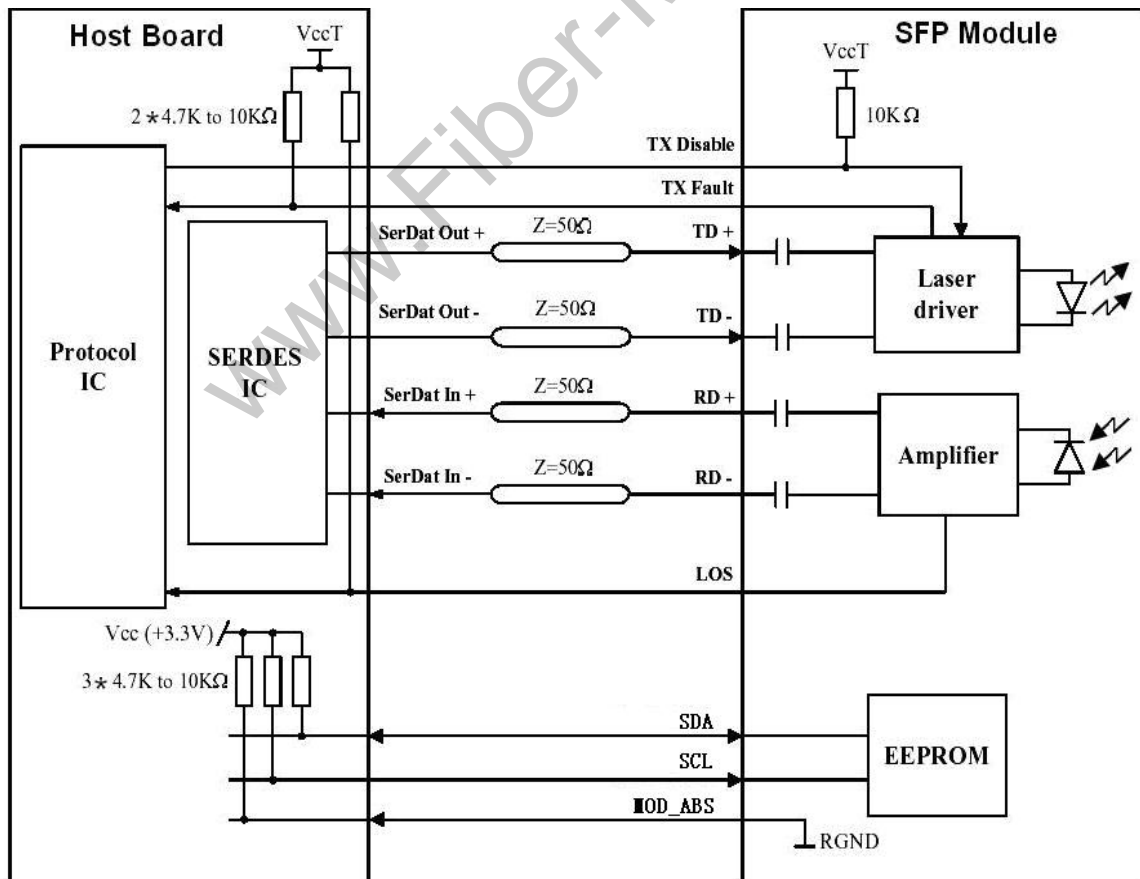 Host Board
SFP Module
VccT
VccT
2*4.7K to 10KΩ
10KΩ
TX Disable
TX Fault
SerDat Out +
Z=50Ω
TD +
Laser driver
SerDat Out -
Z=50Ω
TD -
Protocol IC
SERDES IC
SerDat In +
Z=50Ω
RD +
Amplifier
SerDat In -
Z=50Ω
RD -
LOS
Vcc (+3.3V)
3*4.7K to 10KΩ
SDA
SCL
EEPROM
MOD_ABS
RGND
www.Fiber-